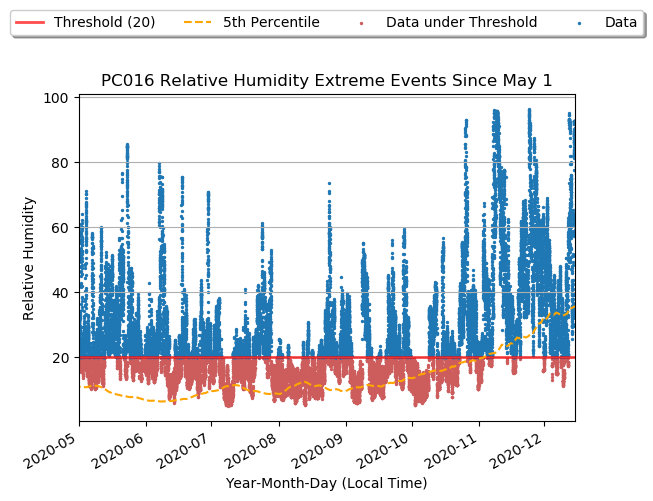 Threshold (20) 5th Percentile Data under Threshold Data
PC016 Relative Humidity Extreme Events Since May 1
100
80
60
40
20
Relative Humidity
2020-05 2020-06 2020-07 2020-08 2020-09 2020-10 2020-11 2020-12
Year-Month-Day (Local Time)